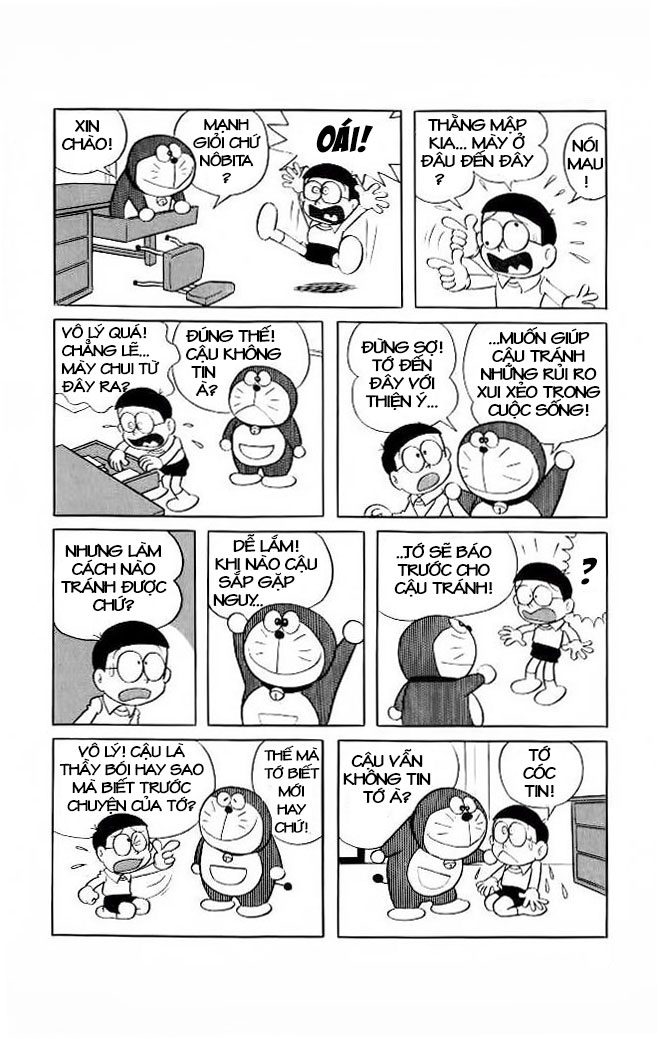 XIN
CHÀO!
MẠNH
GIỎI CHỨ
NÔBITA
?
OÁI!
THẰNG MẬP
KIA... MÀY Ở
ĐÂU ĐẾN ĐÂY
?
NÓI
MAU
!
VÔ LÝ QUÁ!
CHẲNG LẼ...
MÀY CHUI TỪ
ĐÂY RA?
ĐÚNG THẾ!
CẬU KHÔNG
TIN
À?
ĐỪNG SỢ!
TỚ ĐẾN
ĐÂY VỚI
THIỆN Ý...
...MUỐN GIÚP
CẬU TRÁNH
NHỮNG RỦI RO
XUI XẺO TRONG
CUỘC SỐNG!
NHƯNG LÀM
CÁCH NÀO
TRÁNH ĐƯỢC
CHỨ?
DỄ LẮM!
KHI NÀO CẬU
SẮP GẶP
NGUY...
..TỚ SẼ BÁO
TRƯỚC CHO
CẬU TRÁNH!
?
VÔ LÝ! CẬU LÀ
THẦY BÓI HAY SAO
MÀ BIẾT TRƯỚC
CHUYỆN CỦA TỚ?
THẾ MÀ
TỚ BIẾT
MỚI
HAY
CHỨ!
CẬU VẪN
KHÔNG TIN
TỚ À?
TỚ
CÓC
TIN!